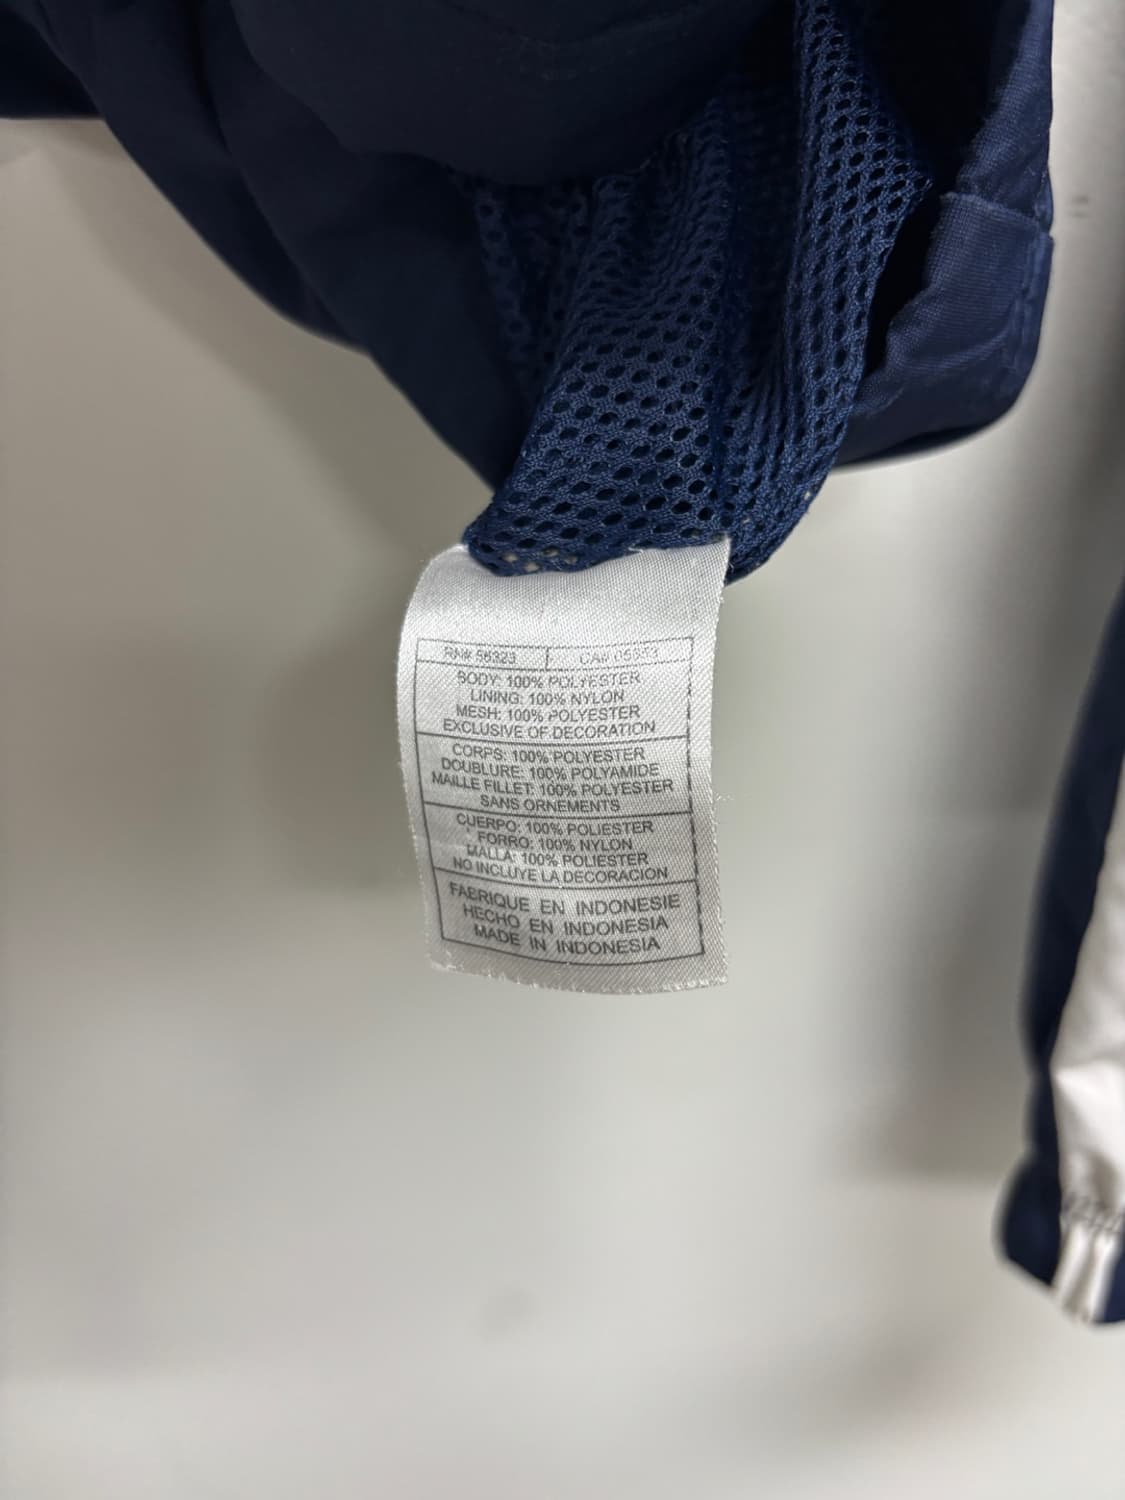 RN# 56323 CA# 05553
BODY: 100% POLYESTER
LINING: 100% NYLON
MESH: 100% POLYESTER
EXCLUSIVE OF DECORATION
CORPS: 100% POLYESTER
DOUBLURE: 100% POLYAMIDE
MAILLE FILLET: 100% POLYESTER
SANS ORNEMENTS
CUERPO: 100% POLIESTER
FORRO: 100% NYLON
MALLA: 100% POLIESTER
NO INCLUYE LA DECORACION
FABRIQUE EN INDONESIE
HECHO EN INDONESIA
MADE IN INDONESIA